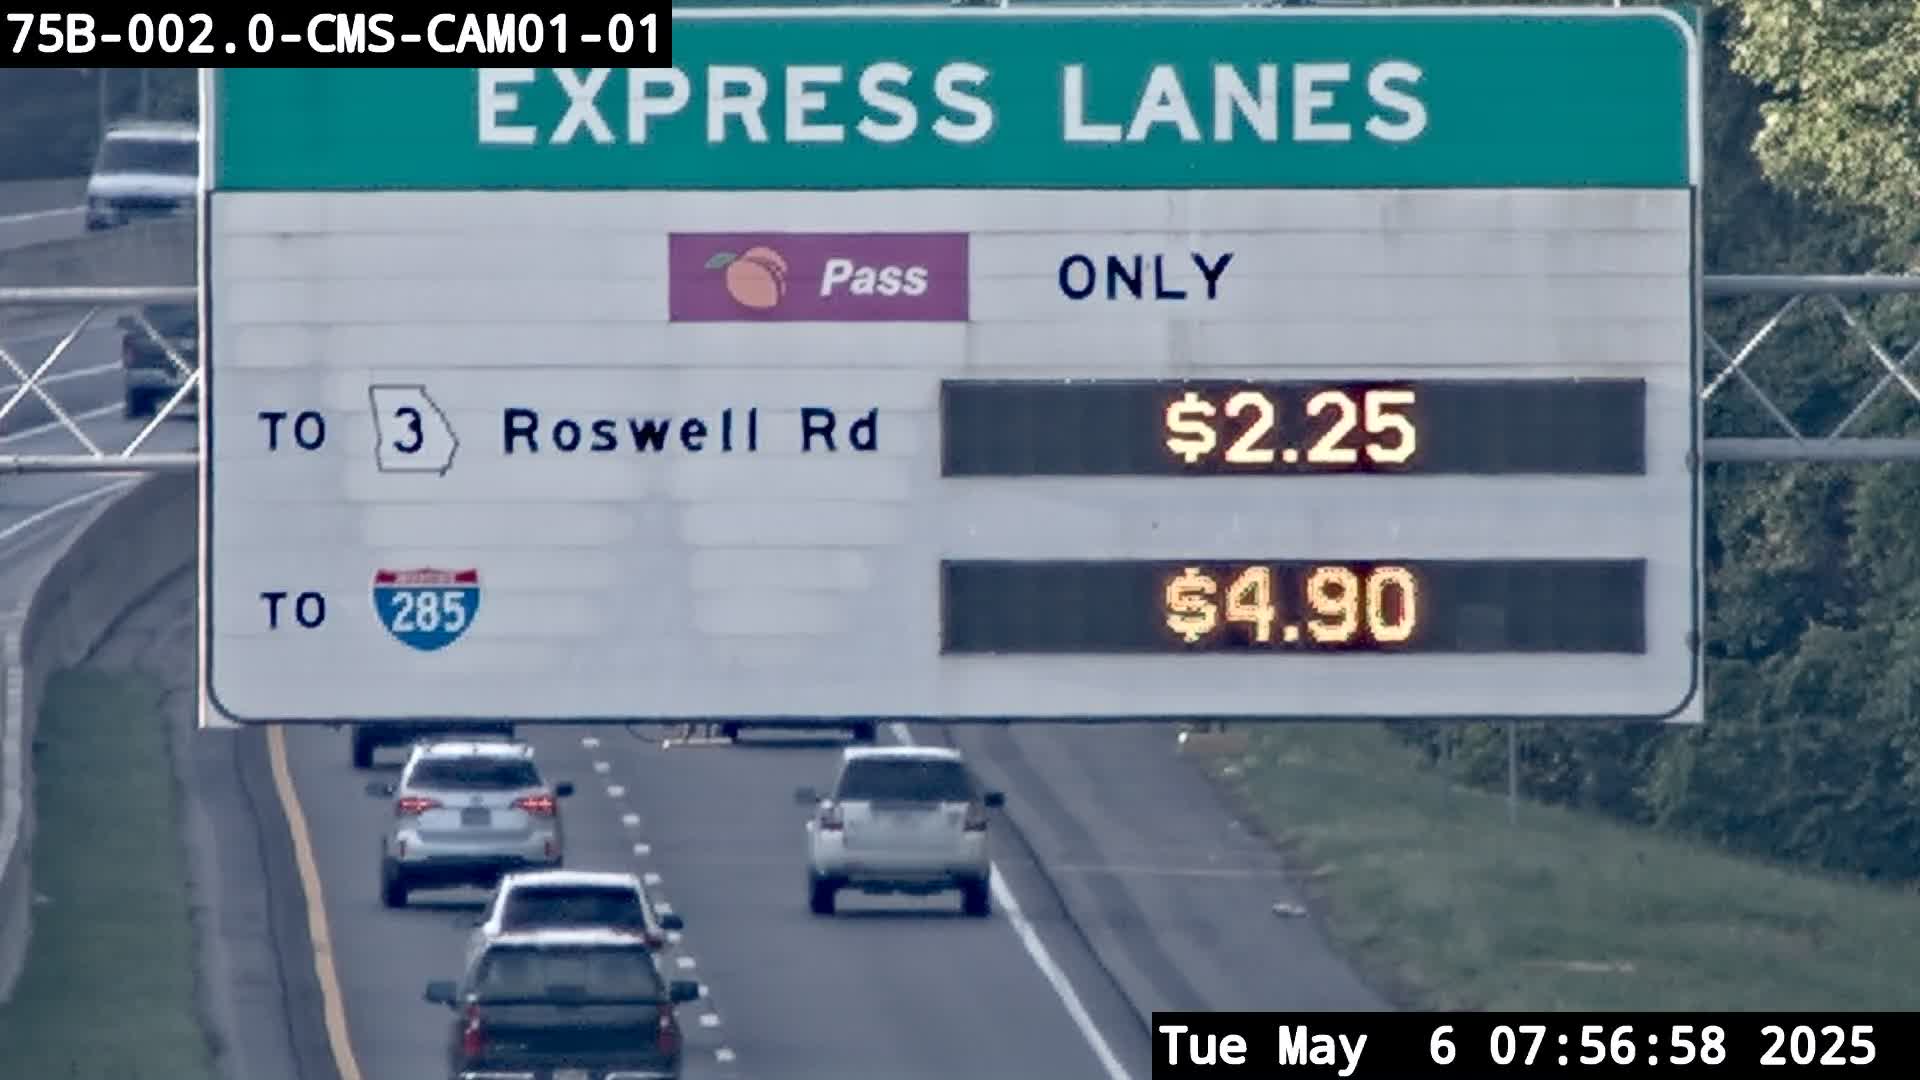 75B-002.0-CMS-CAM01-01
EXPRESS LANES
Pass ONLY
TO 3 Roswell Rd $2.25
TO 285 $4.90
Tue May 6 07:56:58 2025